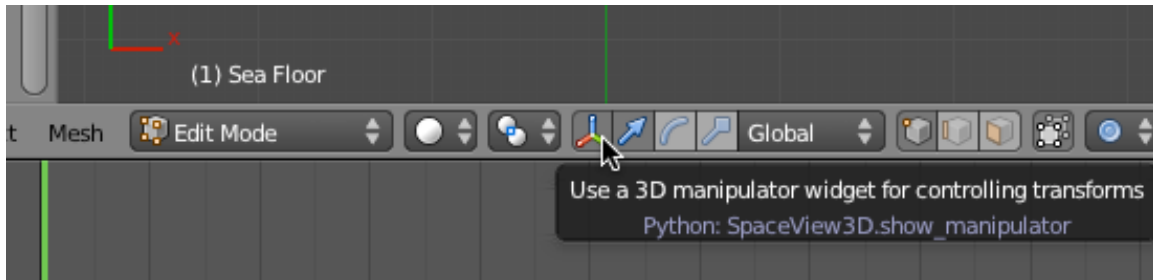 x
(1) Sea Floor
t Mesh Edit Mode Global
Use a 3D manipulator widget for controlling transforms
Python: SpaceView3D.show_manipulator